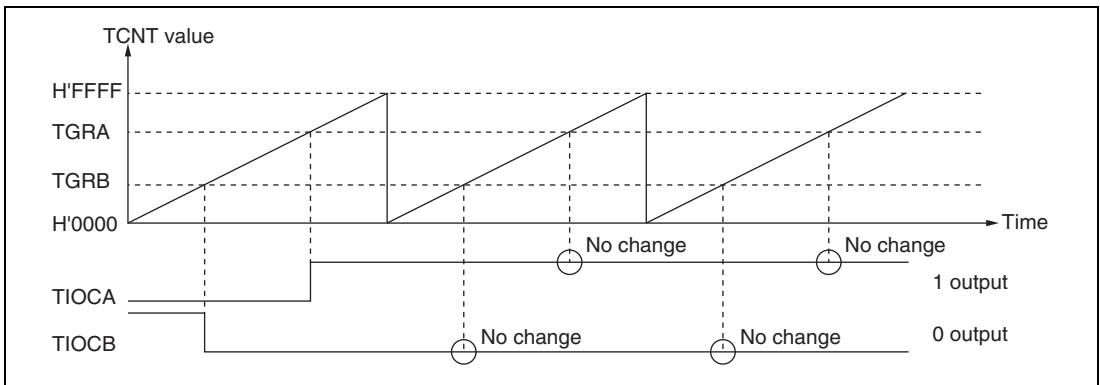 TCNT value
H'FFFF
TGRA
TGRB
H'0000
Time
No change
No change
1 output
TIOCA
TIOCB
No change
No change
0 output